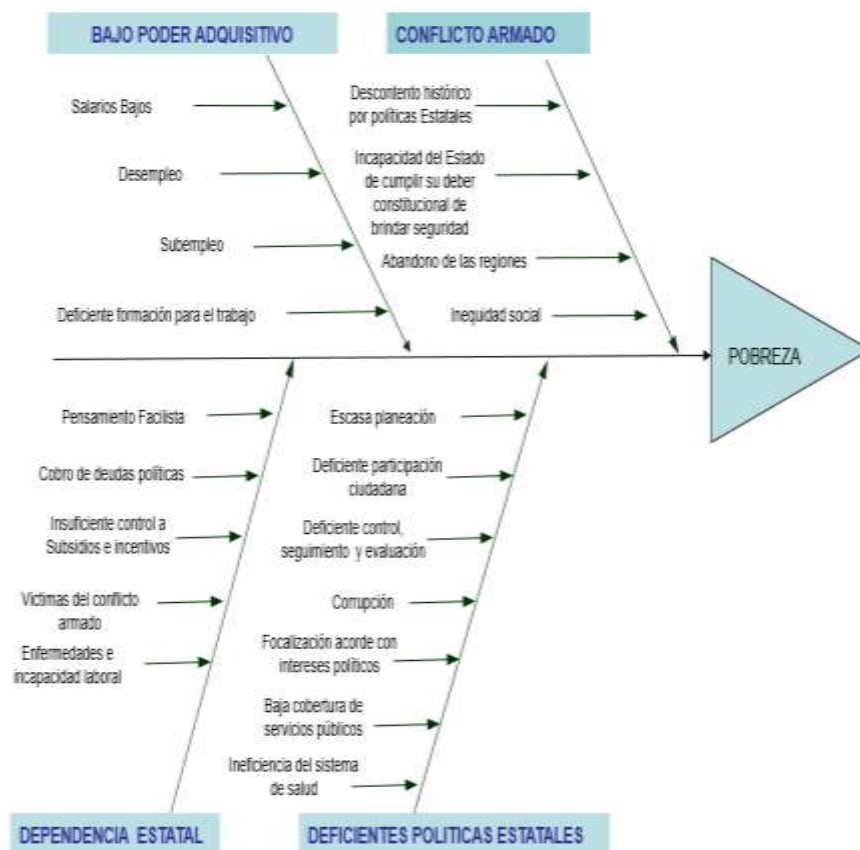 BAJO PODER ADQUISITIVO
CONFLICTO ARMADO
Salarios Bajos
Desempleo
Subempleo
Deficiente formación para el trabajo
Descontento histórico
por políticas Estatales
Incapacidad del Estado
de cumplir su deber
constitucional de
brindar seguridad
Abandono de las regiones
Inequidad social
POBREZA
Pensamiento Facilista
Cobro de deudas políticas
Insuficiente control a
Subsidios e incentivos
Victimas del conflicto
armado
Enfermedades e
incapacidad laboral
Escasa planeación
Deficiente participación
ciudadana
Deficiente control,
seguimiento y evaluación
Corrupción
Focalización acorde con
intereses políticos
Baja cobertura de
servicios públicos
Ineficiencia del sistema
de salud
DEPENDENCIA ESTATAL
DEFICIENTES POLITICAS ESTATALES